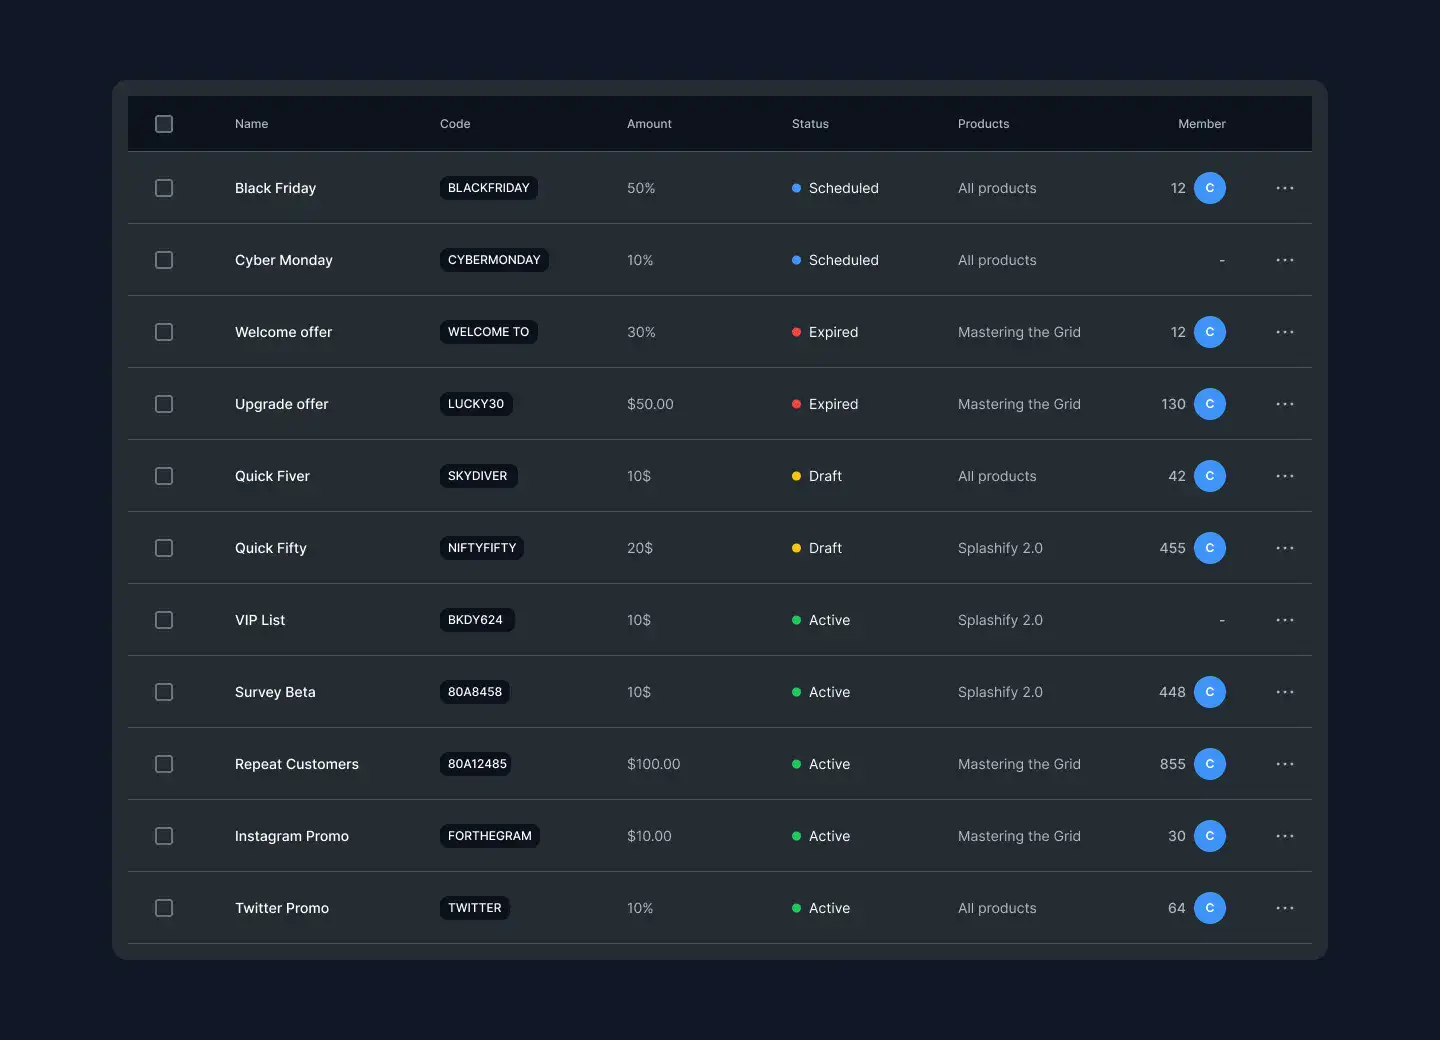 Name Code Amount Status Products Member
Black Friday BLACKFRIDAY 50% Scheduled All products 12 C ...
Cyber Monday CYBERMONDAY 10% Scheduled All products - ...
Welcome offer WELCOME TO 30% Expired Mastering the Grid 12 C ...
Upgrade offer LUCKY30 $50.00 Expired Mastering the Grid 130 C ...
Quick Fiver SKYDIVER 10$ Draft All products 42 C ...
Quick Fifty NIFTYFIFTY 20$ Draft Splashify 2.0 455 C ...
VIP List BKDY624 10$ Active Splashify 2.0 - ...
Survey Beta 80A8458 10$ Active Splashify 2.0 448 C ...
Repeat Customers 80A12485 $100.00 Active Mastering the Grid 855 C ...
Instagram Promo FORTHEGRAM $10.00 Active Mastering the Grid 30 C ...
Twitter Promo TWITTER 10% Active All products 64 C ...